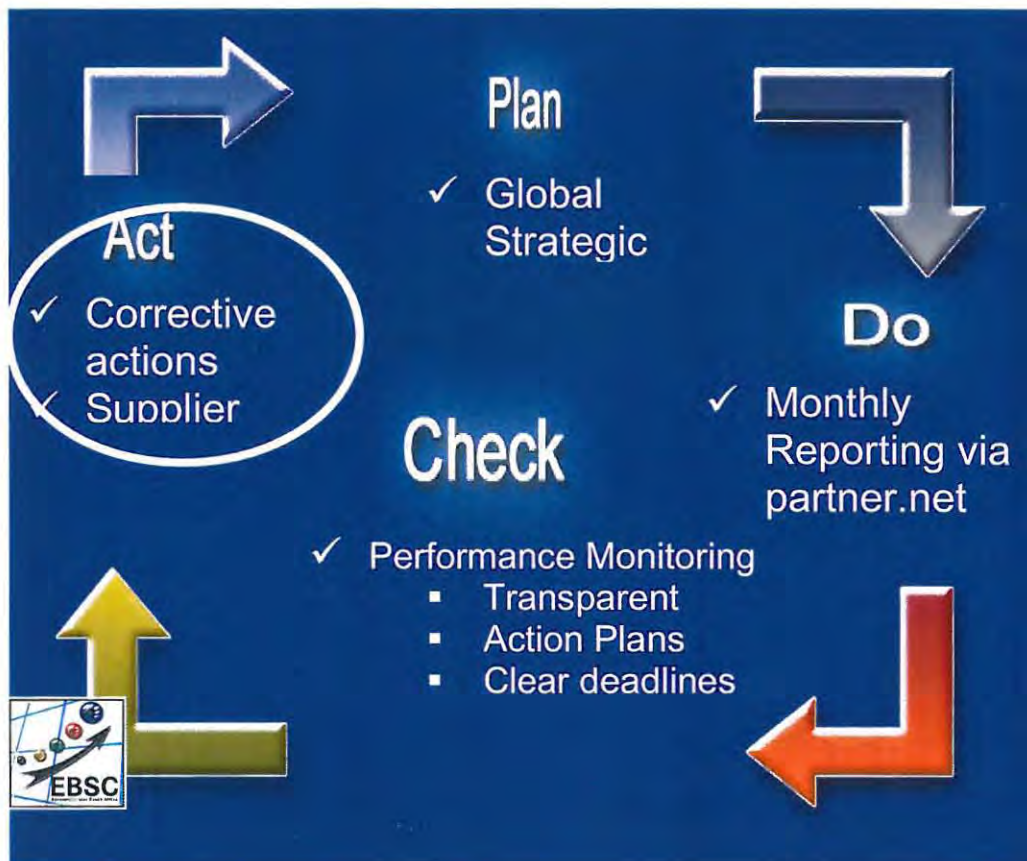 Plan
✓ Global
Strategic
Act
✓ Corrective
actions
✓ Supplier
Do
✓ Monthly
Reporting via
partner.net
Check
✓ Performance Monitoring
▪ Transparent
▪ Action Plans
▪ Clear deadlines
EBSC